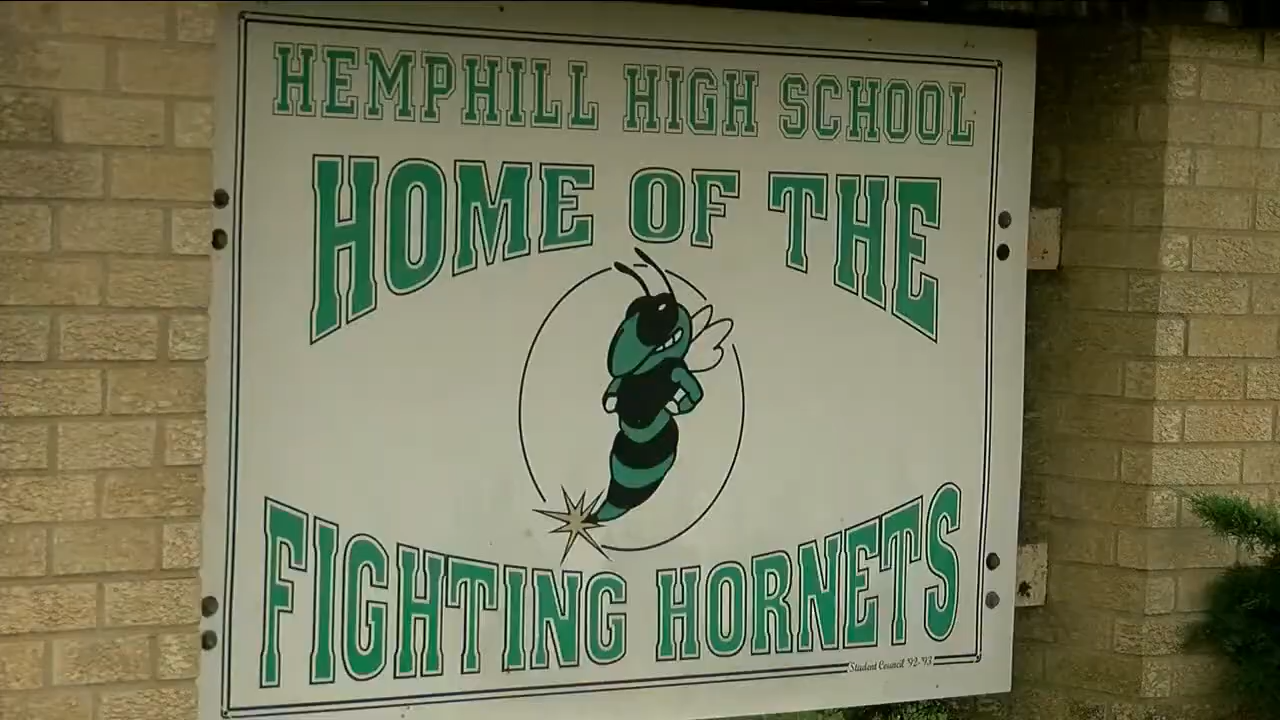 HEMPHILL HIGH SCHOOL
HOME OF THE
FIGHTING HORNETS
Student Council '92-'93